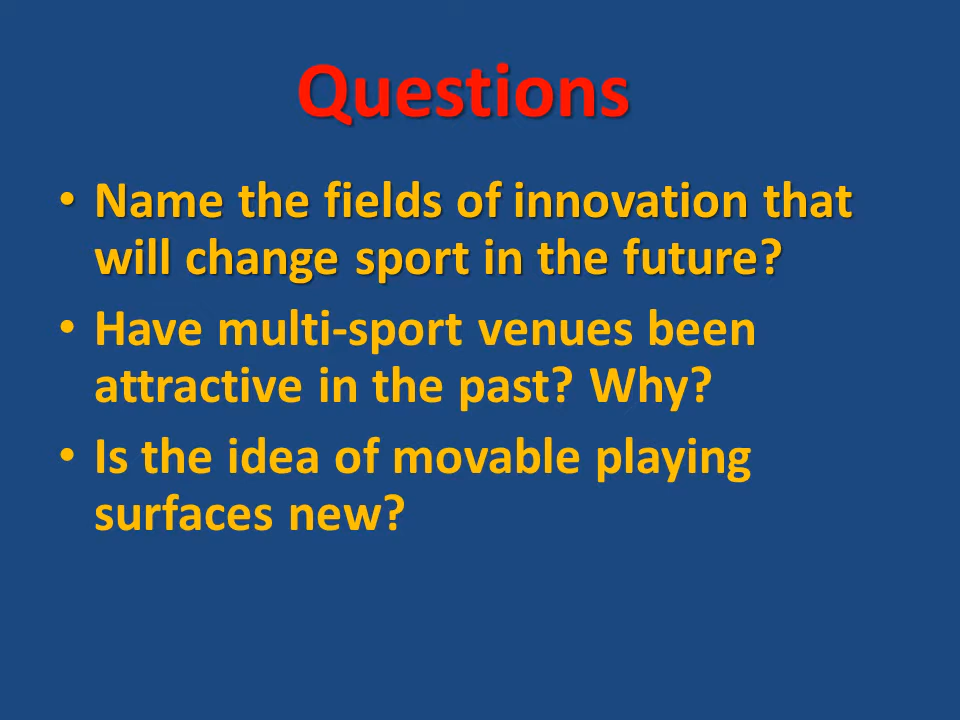 Questions
• Name the fields of innovation that
will change sport in the future?
• Have multi-sport venues been
attractive in the past? Why?
• Is the idea of movable playing
surfaces new?